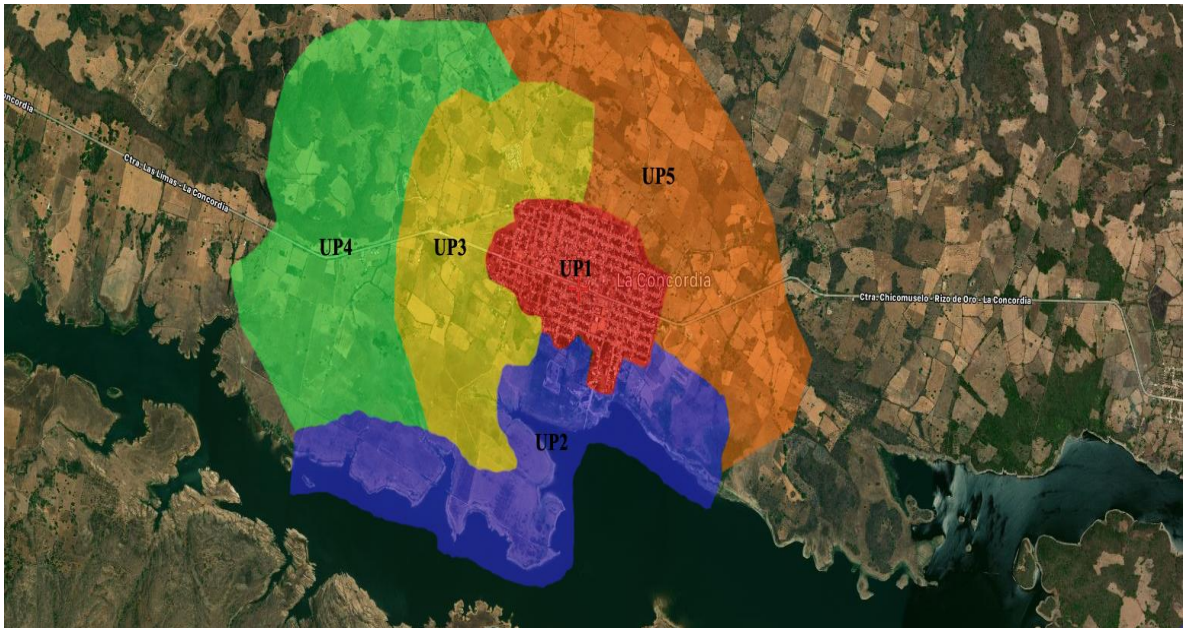 oncordia
Ctra. Las Limas - La Concordia
UP5
UP4
UP3
UP1
La Concordia
Ctra. Chicomuselo - Rizo de Oro - La Concordia
UP2